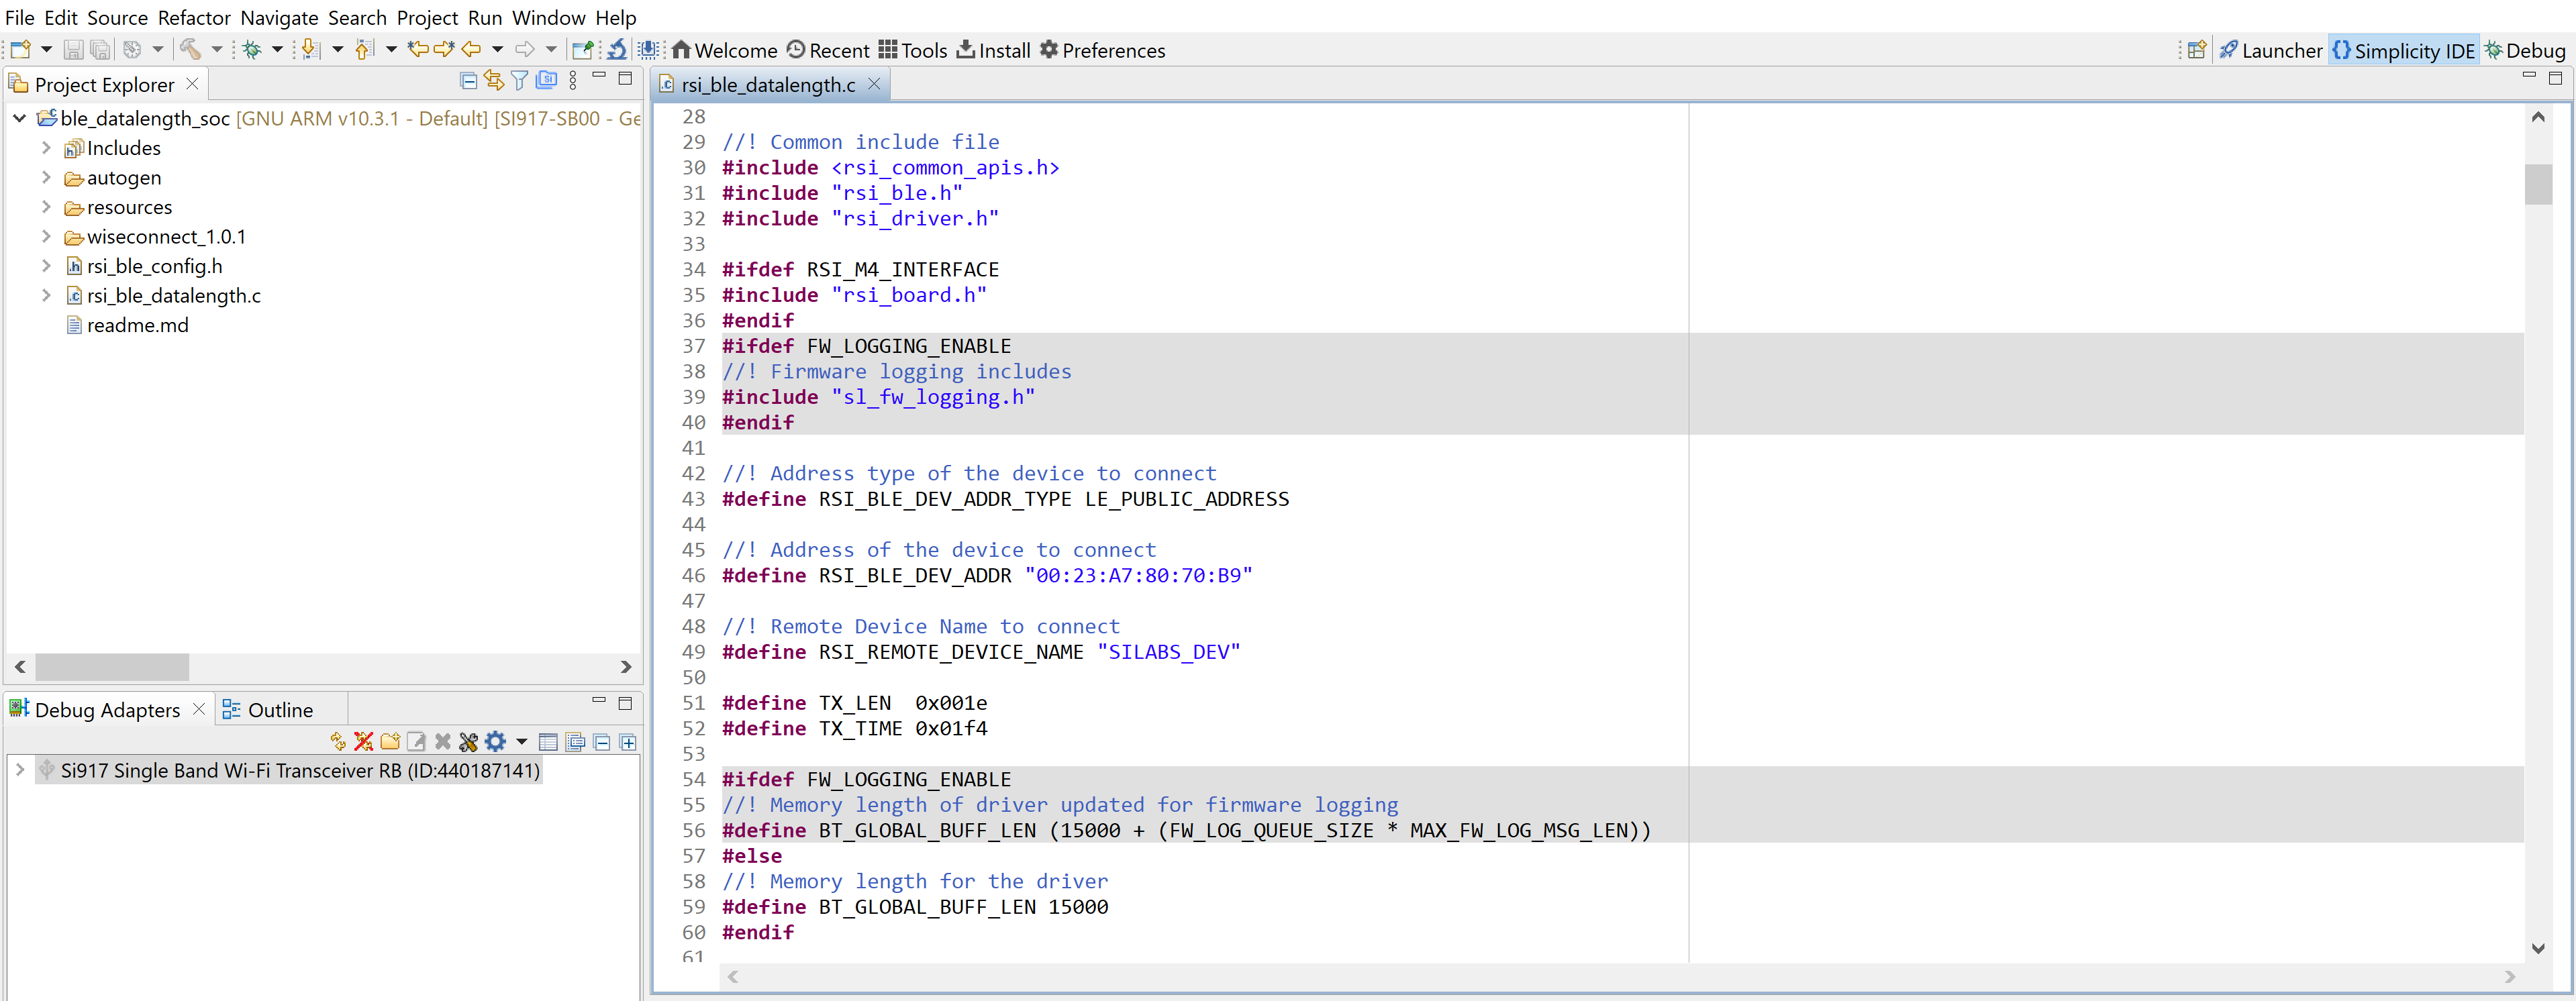 File Edit Source Refactor Navigate Search Project Run Window Help
Welcome Recent Tools Install Preferences Launcher Simplicity IDE Debug
Project Explorer
ble_datalength_soc [GNU ARM v10.3.1 - Default] [SI917-SB00 - Ge
Includes
autogen
resources
wiseconnect_1.0.1
rsi_ble_config.h
rsi_ble_datalength.c
readme.md
Debug Adapters
Outline
Si917 Single Band Wi-Fi Transceiver RB (ID:440187141)
rsi_ble_datalength.c
28
29 //! Common include file
30 #include <rsi_common_apis.h>
31 #include "rsi_ble.h"
32 #include "rsi_driver.h"
33
34 #ifdef RSI_M4_INTERFACE
35 #include "rsi_board.h"
36 #endif
37 #ifdef FW_LOGGING_ENABLE
38 //! Firmware logging includes
39 #include "sl_fw_logging.h"
40 #endif
41
42 //! Address type of the device to connect
43 #define RSI_BLE_DEV_ADDR_TYPE LE_PUBLIC_ADDRESS
44
45 //! Address of the device to connect
46 #define RSI_BLE_DEV_ADDR "00:23:A7:80:70:B9"
47
48 //! Remote Device Name to connect
49 #define RSI_REMOTE_DEVICE_NAME "SILABS_DEV"
50
51 #define TX_LEN  0x001e
52 #define TX_TIME 0x01f4
53
54 #ifdef FW_LOGGING_ENABLE
55 //! Memory length of driver updated for firmware logging
56 #define BT_GLOBAL_BUFF_LEN (15000 + (FW_LOG_QUEUE_SIZE * MAX_FW_LOG_MSG_LEN))
57 #else
58 //! Memory length for the driver
59 #define BT_GLOBAL_BUFF_LEN 15000
60 #endif
61